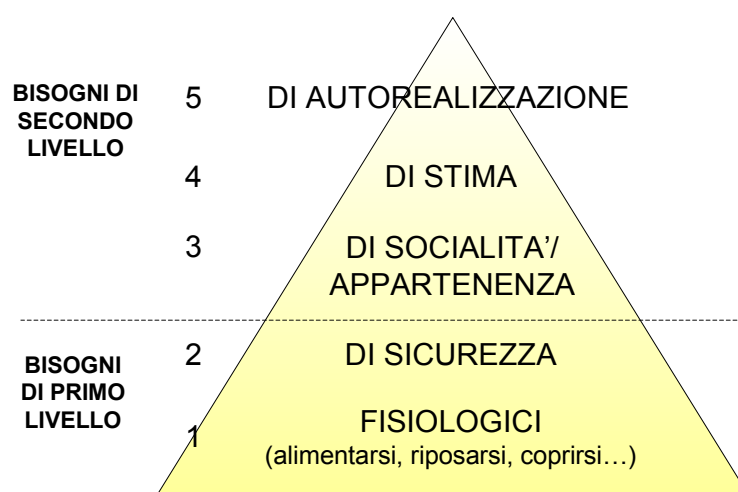 BISOGNI DI
SECONDO
LIVELLO
5 DI AUTOREALIZZAZIONE
4 DI STIMA
3 DI SOCIALITA’/
APPARTENENZA
BISOGNI
DI PRIMO
LIVELLO
2 DI SICUREZZA
1 FISIOLOGICI
(alimentarsi, riposarsi, coprirsi…)